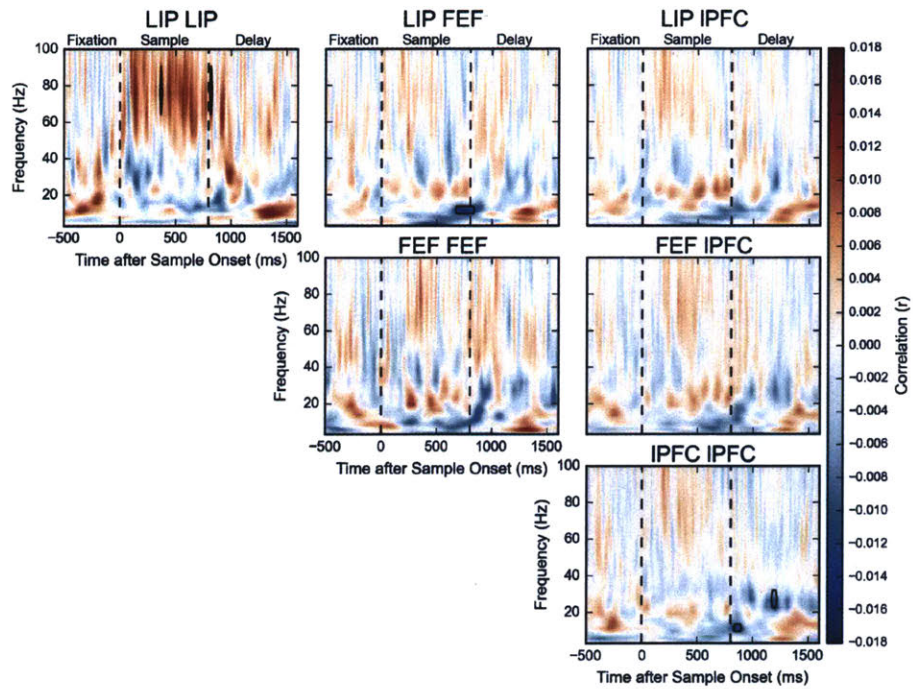 LIP LIP
LIP FEF
LIP lPFC
Fixation Sample Delay
Fixation Sample Delay
Fixation Sample Delay
Frequency (Hz)
100
80
60
40
20
−500 0 500 1000 1500
Time after Sample Onset (ms)
FEF FEF
FEF lPFC
Frequency (Hz)
100
80
60
40
20
−500 0 500 1000 1500
Time after Sample Onset (ms)
lPFC lPFC
Frequency (Hz)
100
80
60
40
20
−500 0 500 1000 1500
Time after Sample Onset (ms)
0.018
0.016
0.014
0.012
0.010
0.008
0.006
0.004
0.002
0.000
−0.002
−0.004
−0.006
−0.008
−0.010
−0.012
−0.014
−0.016
−0.018
Correlation (r)